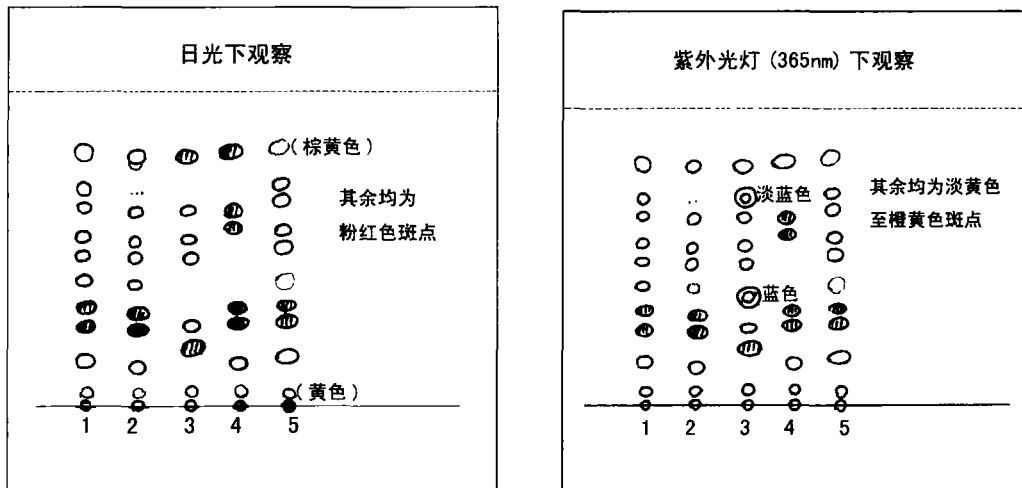 日光下观察
(棕黄色)
其余均为
粉红色斑点
(黄色)
1 2 3 4 5
紫外光灯 (365nm) 下观察
淡蓝色
其余均为淡黄色
至橙黄色斑点
蓝色
1 2 3 4 5